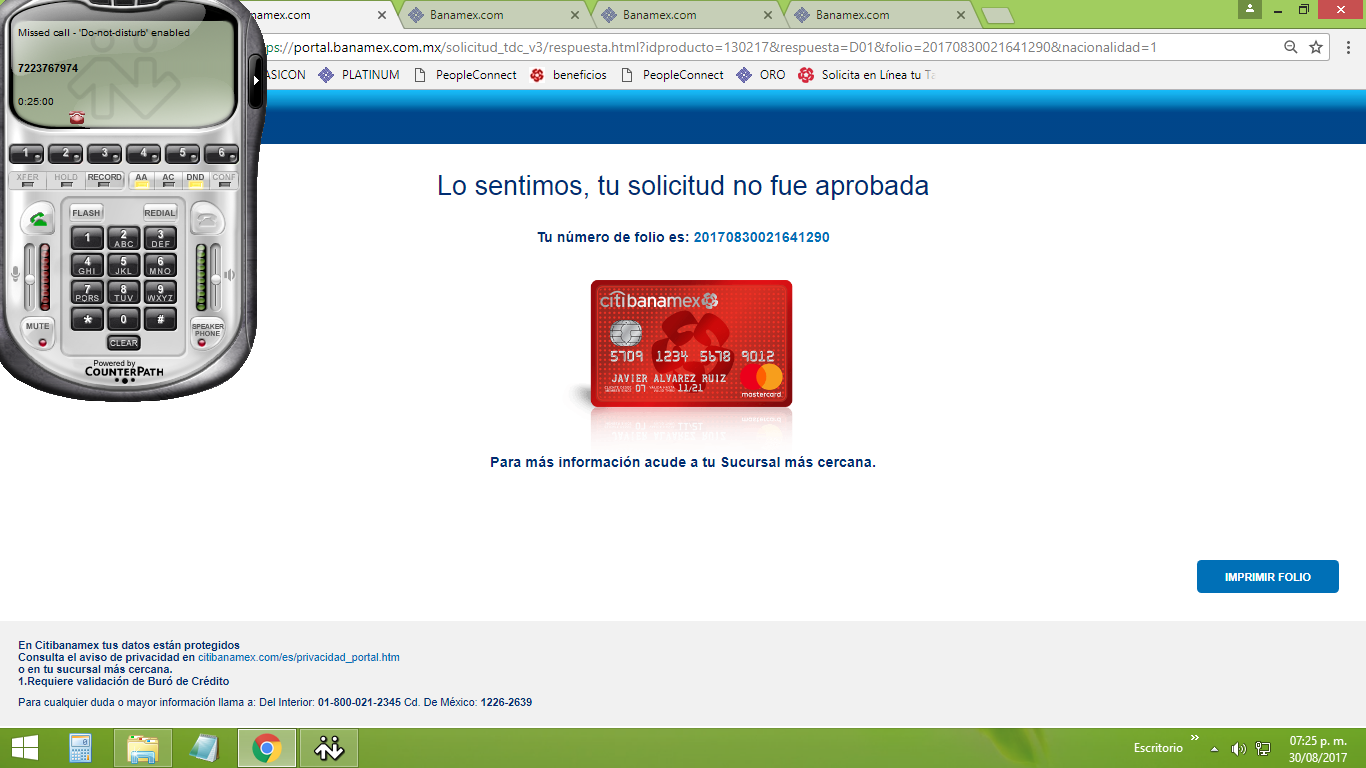 Missed call - 'Do-not-disturb' enabled
7223767974
0:25:00
1 2 3 4 5 6
XFER HOLD RECORD AA AC DND CONF
FLASH REDIAL
1 2 ABC 3 DEF
4 GHI 5 JKL 6 MNO
7 PQRS 8 TUV 9 WXYZ
* 0 #
MUTE
SPEAKER PHONE
CLEAR
Powered by
COUNTERPATH
namex.com
Banamex.com
Banamex.com
Banamex.com
ps://portal.banamex.com.mx/solicitud_tdc_v3/respuesta.html?idproducto=130217&respuesta=D01&folio=20170830021641290&nacionalidad=1
ASICON PLATINUM PeopleConnect beneficios PeopleConnect ORO Solicita en Línea tu Ta
Lo sentimos, tu solicitud no fue aprobada
Tu número de folio es: 20170830021641290
citibanamex
5709 1234 5678 9012
07 11/21
JAVIER ALVAREZ RUIZ
mastercard
Para más información acude a tu Sucursal más cercana.
IMPRIMIR FOLIO
En Citibanamex tus datos están protegidos
Consulta el aviso de privacidad en citibanamex.com/es/privacidad_portal.htm
o en tu sucursal más cercana.
1.Requiere validación de Buró de Crédito
Para cualquier duda o mayor información llama a: Del Interior: 01-800-021-2345 Cd. De México: 1226-2639
Escritorio
07:25 p. m.
30/08/2017